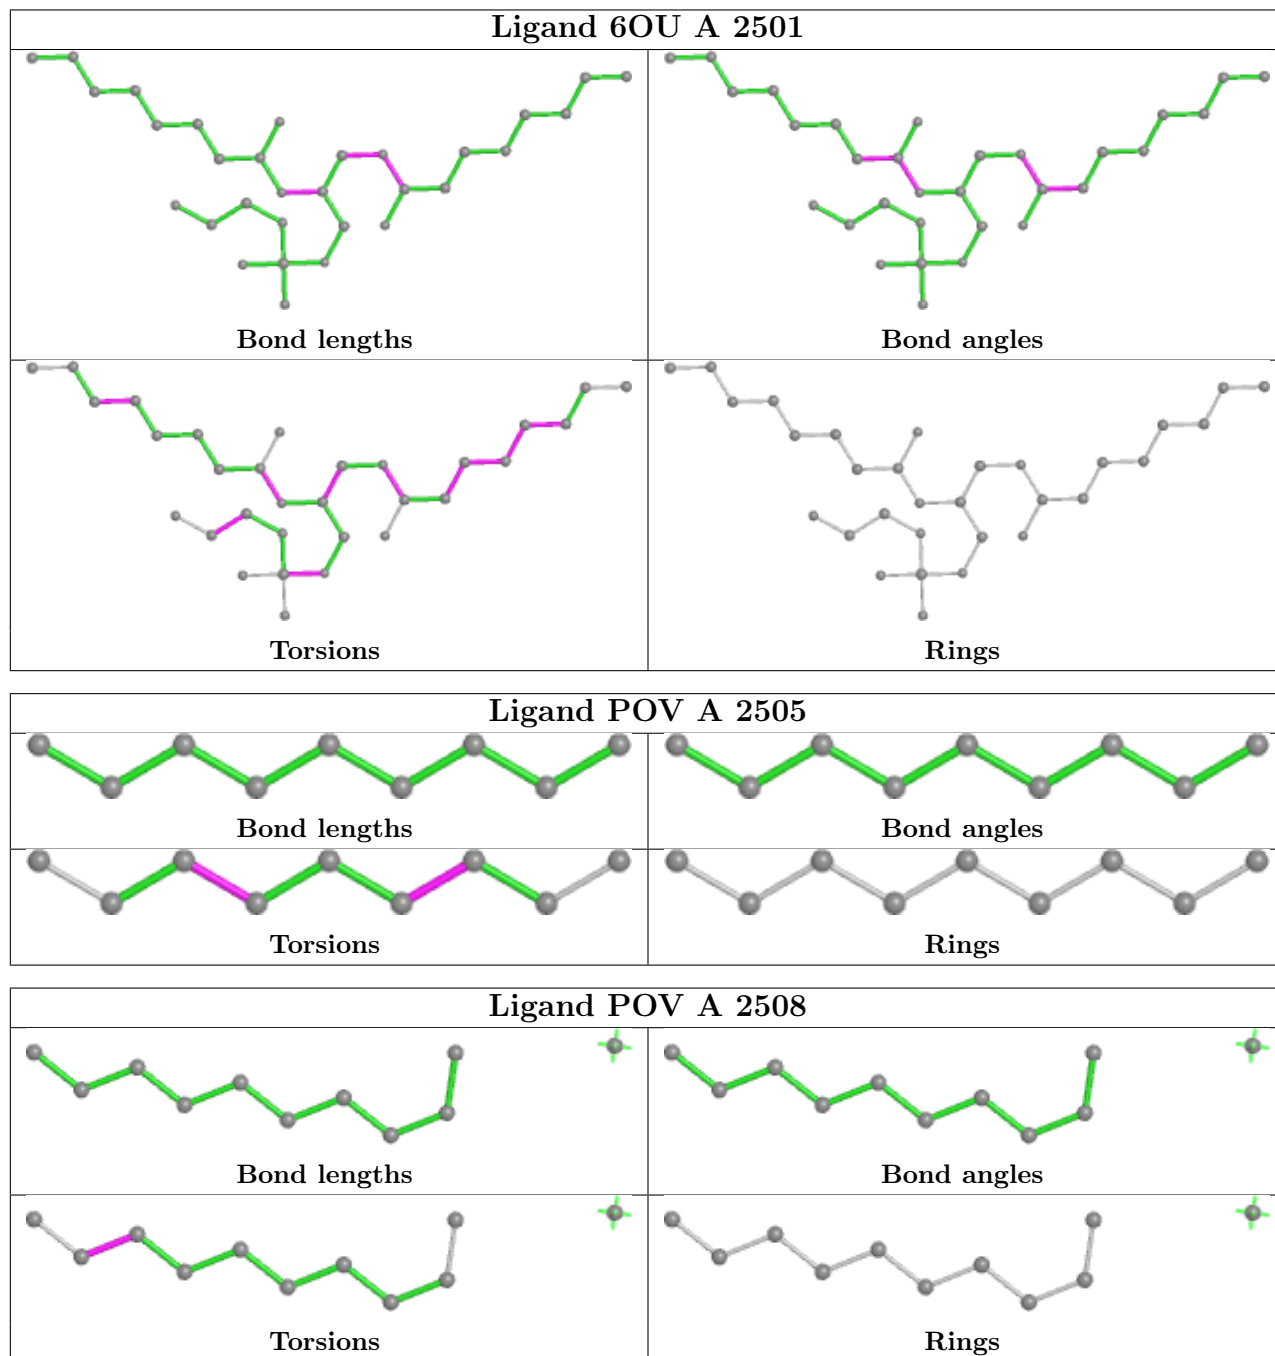 Ligand 6OU A 2501
Bond lengths
Bond angles
Torsions
Rings
Ligand POV A 2505
Bond lengths
Bond angles
Torsions
Rings
Ligand POV A 2508
Bond lengths
Bond angles
Torsions
Rings